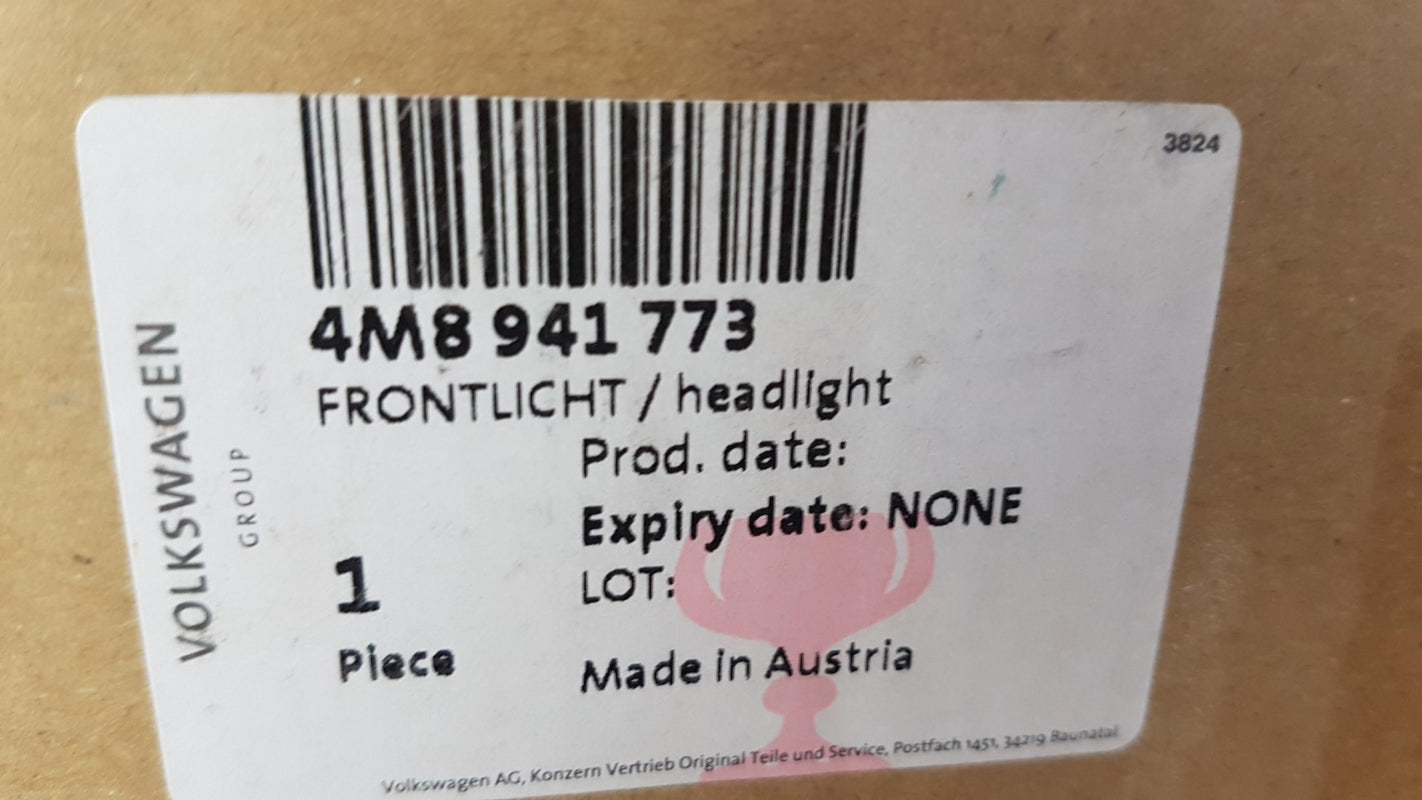 3824
4M8 941 773
FRONTLICHT / headlight
Prod. date:
Expiry date: NONE
LOT:
1
Piece
Made in Austria
VOLKSWAGEN
GROUP
Volkswagen AG, Konzern Vertrieb Original Teile und Service, Postfach 1451, 34219 Baunatal